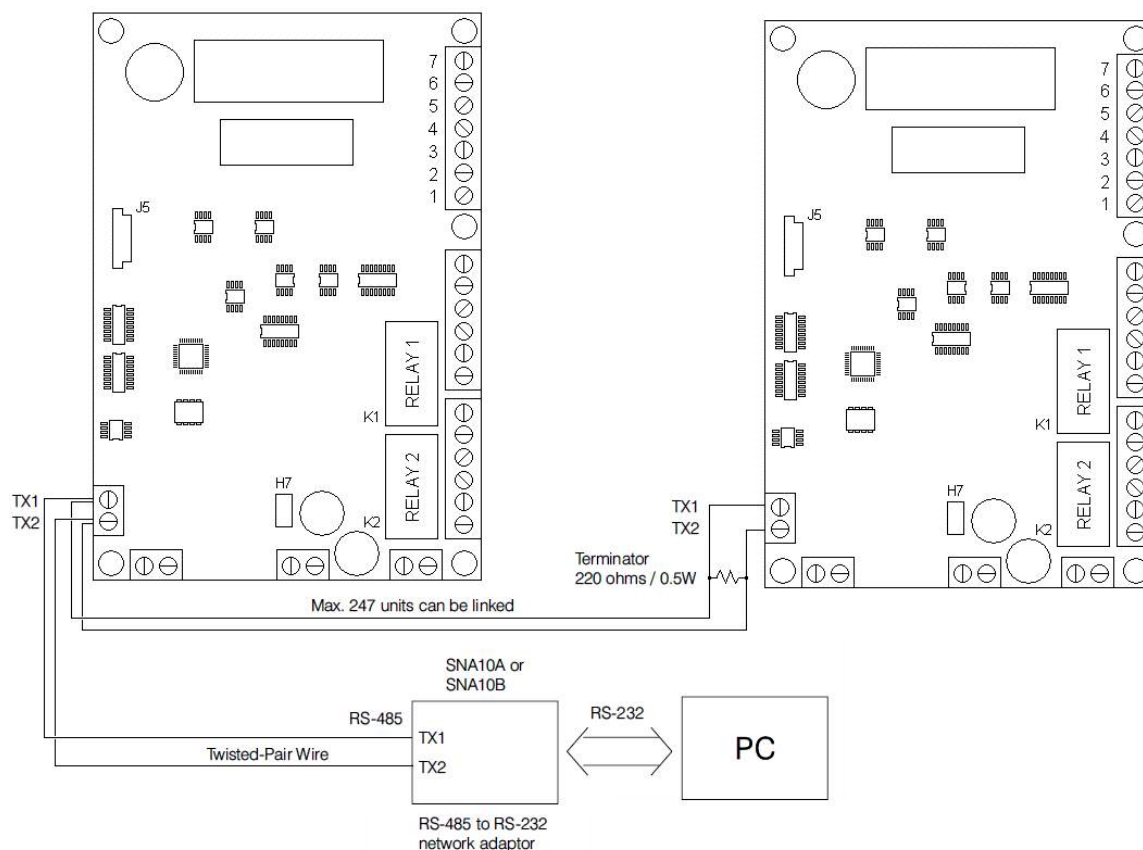 7
6
5
4
3
2
1
J5
RELAY 1
K1
RELAY 2
H7
K2
TX1
TX2
7
6
5
4
3
2
1
J5
RELAY 1
K1
RELAY 2
H7
K2
TX1
TX2
Terminator
220 ohms / 0.5W
Max. 247 units can be linked
SNA10A or
SNA10B
RS-485
TX1
TX2
Twisted-Pair Wire
RS-232
PC
RS-485 to RS-232
network adaptor